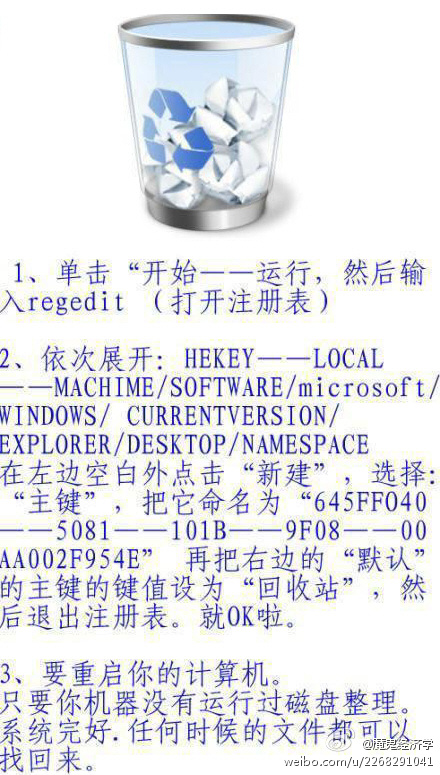 1、单击“开始——运行，然后输
入regedit （打开注册表）
2、依次展开：HEKEY——LOCAL
——MACHIME/SOFTWARE/microsoft/
WINDOWS/ CURRENTVERSION/
EXPLORER/DESKTOP/NAMESPACE
在左边空白外点击“新建”，选择：
“主键”，把它命名为“645FFO40
——5081——101B——9F08——00
AA002F954E” 再把右边的“默认”
的主键的键值设为“回收站”，然
后退出注册表。就OK啦。
3、要重启你的计算机。
只要你机器没有运行过磁盘整理。
系统完好.任何时候的文件都可以
找回来。
@魔鬼经济学
weibo.com/u/2268291041